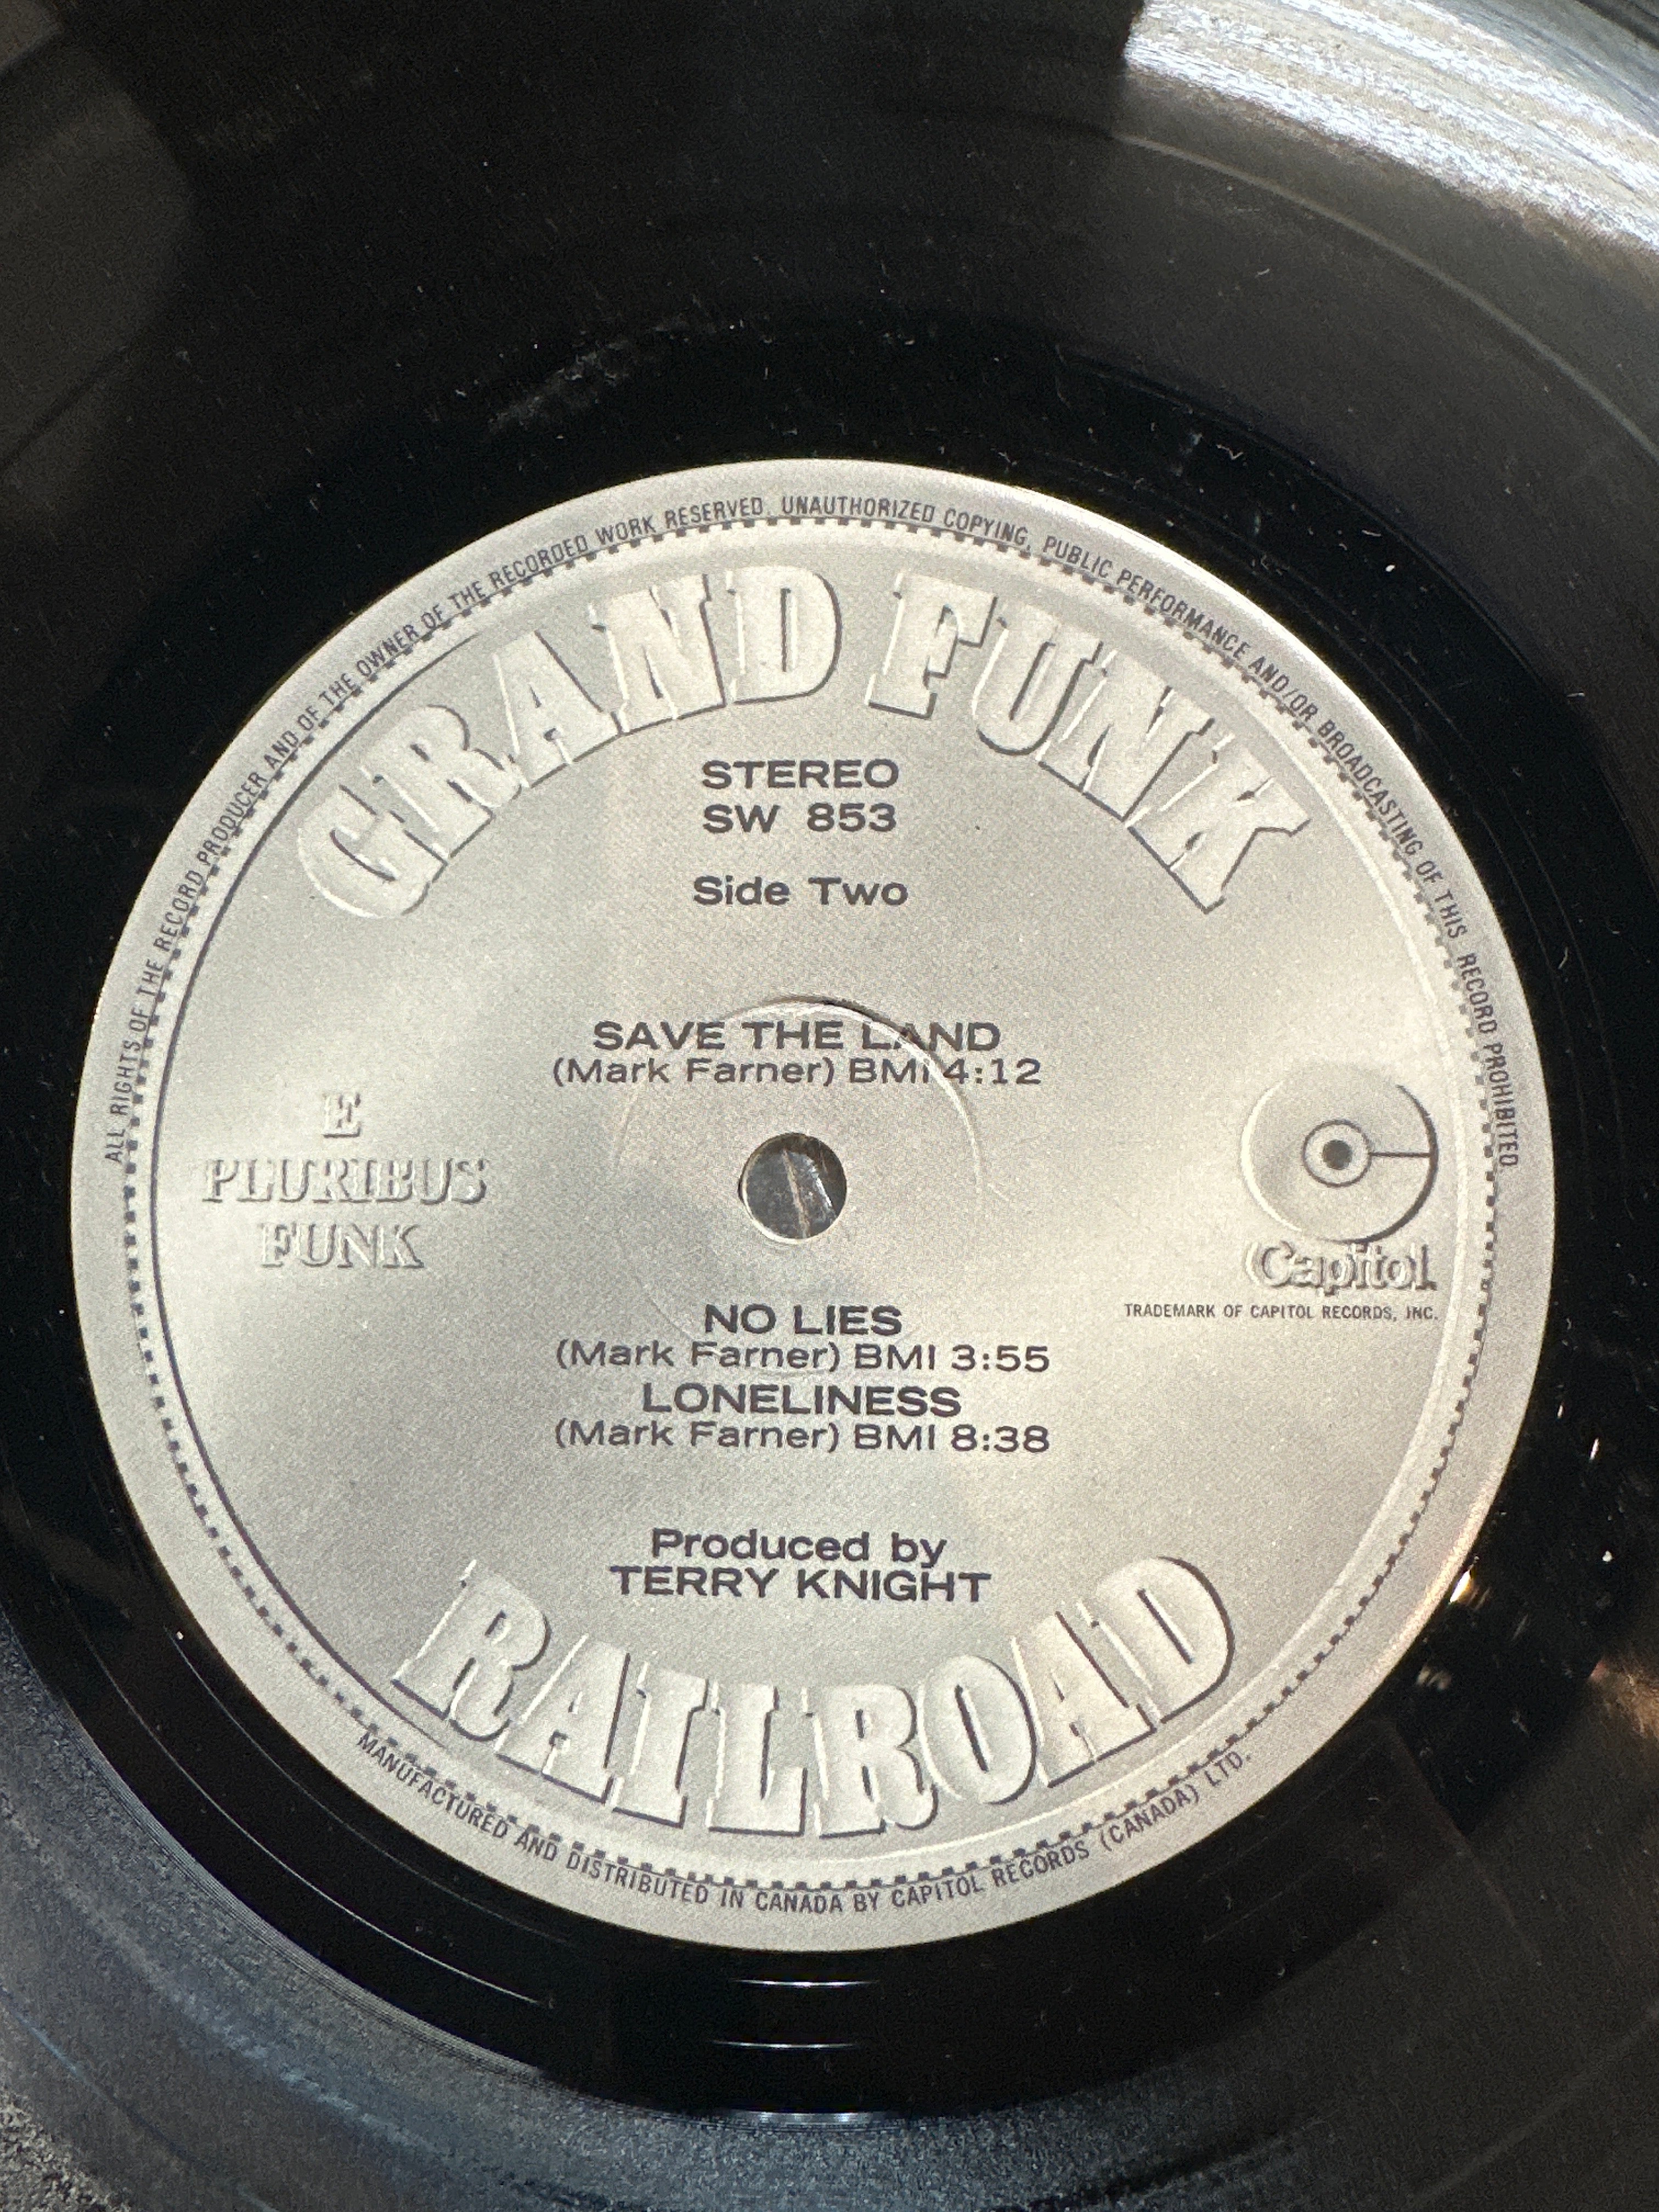 ALL RIGHTS OF THE RECORD PRODUCER AND OF THE OWNER OF THE RECORDED WORK RESERVED. UNAUTHORIZED COPYING, PUBLIC PERFORMANCE AND/OR BROADCASTING OF THIS RECORD PROHIBITED
GRAND FUNK
STEREO
SW 853
Side Two
SAVE THE LAND
(Mark Farner) BMI 4:12
E
PLURIBUS
FUNK
Capitol
TRADEMARK OF CAPITOL RECORDS, INC.
NO LIES
(Mark Farner) BMI 3:55
LONELINESS
(Mark Farner) BMI 8:38
Produced by
TERRY KNIGHT
RAILROAD
MANUFACTURED AND DISTRIBUTED IN CANADA BY CAPITOL RECORDS (CANADA) LTD.